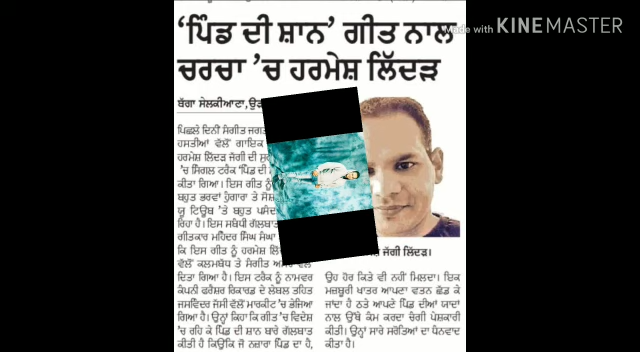 Made with KINEMASTER
‘ਪਿੰਡ ਦੀ ਸ਼ਾਨ’ ਗੀਤ ਨਾਲ
ਚਰਚਾ ’ਚ ਹਰਮੇਸ਼ ਲਿੱਦੜ
ਬੱਗਾ ਸੇਲਕੀਆਣਾ,ਉੜ
ਪਿਛਲੇ ਦਿਨੀਂ ਸੰਗੀਤ ਜਗਤ
ਹਸਤੀਆਂ ਵੱਲੋਂ ਗਾਇਕ
ਹਰਮੇਸ਼ ਲਿੱਦੜ ਜੱਗੀ ਦੀ
’ਚ ਸਿੰਗਲ ਟਰੈਕ ‘ਪਿੰਡ ਦੀ
ਕੀਤਾ ਗਿਆ। ਇਸ ਗੀਤ ਨੂੰ
ਬਹੁਤ ਭਰਵਾਂ ਹੁੰਗਾਰਾ ਤੇ
ਯੂ ਟਿਊਬ ’ਤੇ ਬਹੁਤ ਪਸੰਦ
ਰਿਹਾ ਹੈ। ਇਸ ਸਬੰਧੀ ਗੱਲਬਾਤ
ਗੀਤਕਾਰ ਮਹਿੰਦਰ ਸਿੰਘ ਸੰਘਾ
ਕਿ ਇਸ ਗੀਤ ਨੂੰ ਹਰਮੇਸ਼
ਵੱਲੋਂ ਕਲਮਬੱਧ ਤੇ ਸੰਗੀਤ ਵਲੋਂ
ਦਿੱਤਾ ਗਿਆ ਹੈ। ਇਸ ਟਰੈਕ ਨੂੰ ਨਾਮਵਰ
ਕੰਪਨੀ ਫਰੈਸ਼ਰ ਰਿਕਾਰਡ ਦੇ ਲੇਬਲ ਤਹਿਤ
ਜਸਵਿੰਦਰ ਜੱਸੀ ਵੱਲੋਂ ਮਾਰਕੀਟ ’ਚ ਭੇਜਿਆ
ਗਿਆ ਹੈ। ਉਨ੍ਹਾਂ ਕਿਹਾ ਕਿ ਗੀਤ ’ਚ ਵਿਦੇਸ਼
’ਚ ਰਹਿ ਕੇ ਪਿੰਡ ਦੀ ਸ਼ਾਨ ਬਾਰੇ ਗੱਲਬਾਤ
ਕੀਤੀ ਹੈ ਕਿਉਂਕਿ ਜੋ ਨਜ਼ਾਰਾ ਪਿੰਡ ਦਾ ਹੈ,
ਜੱਗੀ ਲਿੱਦੜ।
ਉਹ ਹੋਰ ਕਿਤੇ ਵੀ ਨਹੀਂ ਮਿਲਦਾ। ਇਕ
ਮਜ਼ਬੂਰੀ ਖਾਤਰ ਆਪਣਾ ਵਤਨ ਛੱਡ ਕੇ
ਜਾਂਦਾ ਹੈ ਤੇ ਆਪਣੇ ਪਿੰਡ ਦੀਆਂ ਯਾਦਾਂ
ਨਾਲ ਉੱਥੇ ਕੰਮ ਕਰਦਾ ਚੰਗੀ ਪੇਸ਼ਕਾਰੀ
ਕੀਤੀ। ਉਨ੍ਹਾਂ ਸਾਰੇ ਸਰੋਤਿਆਂ ਦਾ ਧੰਨਵਾਦ
ਕੀਤਾ ਹੈ।